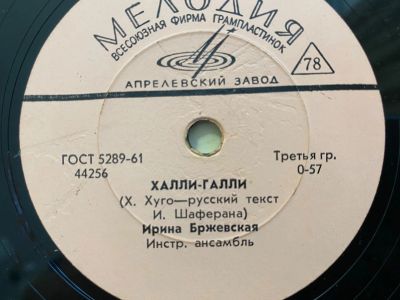 МЕЛОДИЯ
ВСЕСОЮЗНАЯ ФИРМА ГРАМПЛАСТИНОК
78
АПРЕЛЕВСКИЙ ЗАВОД
ГОСТ 5289-61
44256
Третья гр.
0-57
ХАЛЛИ-ГАЛЛИ
(Х. Хуго—русский текст
И. Шаферана)
Ирина Бржевская
Инстр. ансамбль